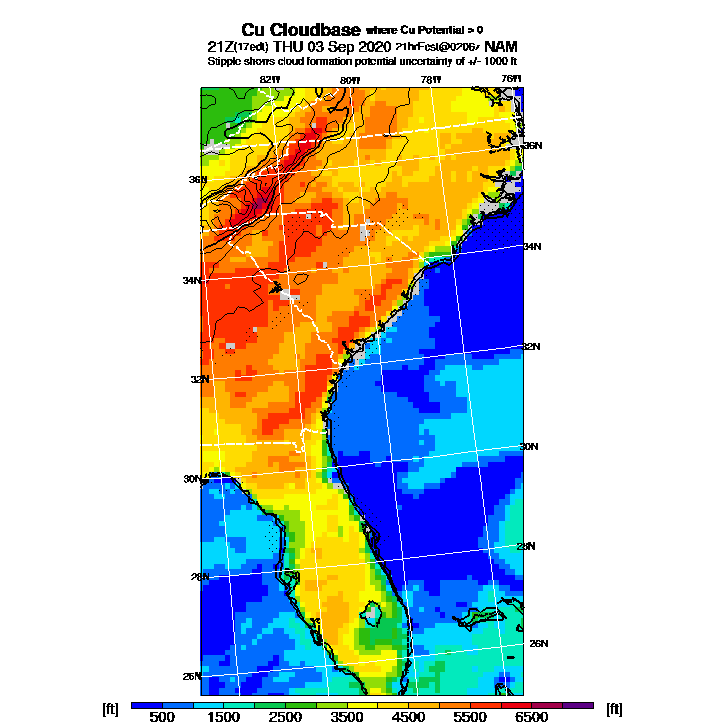 Cu Cloudbase where Cu Potential > 0
21Z(17edt) THU 03 Sep 2020 21hrFcst@0206z NAM
Stipple shows cloud formation potential uncertainty of +/- 1000 ft
82W 80W 78W 76W
36N
36N
34N
34N
32N
32N
30N
30N
28N
28N
26N
26N
[ft] 500 1500 2500 3500 4500 5500 6500 [ft]